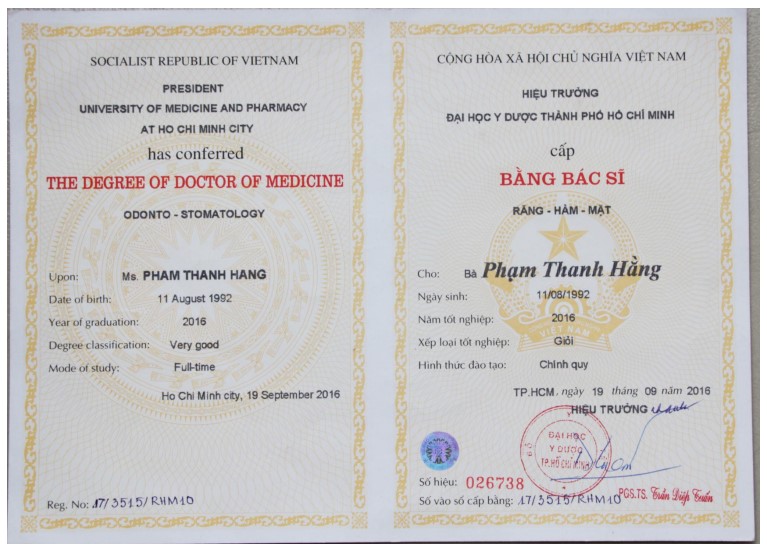 SOCIALIST REPUBLIC OF VIETNAM
PRESIDENT
UNIVERSITY OF MEDICINE AND PHARMACY
AT HO CHI MINH CITY
has conferred
THE DEGREE OF DOCTOR OF MEDICINE
ODONTO - STOMATOLOGY
Upon: Ms. PHAM THANH HANG
Date of birth: 11 August 1992
Year of graduation: 2016
Degree classification: Very good
Mode of study: Full-time
Ho Chi Minh city, 19 September 2016
Reg. No: 17/3515/RHM10
CỘNG HÒA XÃ HỘI CHỦ NGHĨA VIỆT NAM
HIỆU TRƯỞNG
ĐẠI HỌC Y DƯỢC THÀNH PHỐ HỒ CHÍ MINH
cấp
BẰNG BÁC SĨ
RĂNG - HÀM - MẶT
Cho: Bà Phạm Thanh Hằng
Ngày sinh: 11/08/1992
Năm tốt nghiệp: 2016
Xếp loại tốt nghiệp: Giỏi
Hình thức đào tạo: Chính quy
VIỆT NAM
TP.HCM, ngày 19 tháng 09 năm 2016
HIỆU TRƯỞNG
ĐẠI HỌC
Y DƯỢC
TP.HỒ CHÍ MINH
Số hiệu: 026738
Số vào sổ cấp bằng: 17/3515/RHM10
PGS.TS. Trần Diệp Tuấn